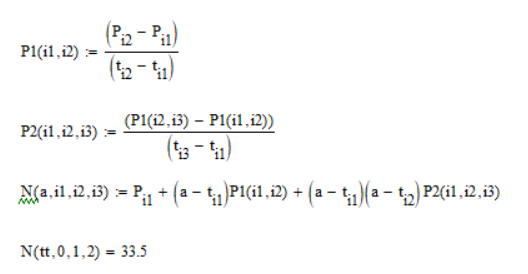 P1(i1,i2) := (P_i2 − P_i1) / (t_i2 − t_i1)
P2(i1,i2,i3) := (P1(i2,i3) − P1(i1,i2)) / (t_i3 − t_i1)
N(a,i1,i2,i3) := P_i1 + (a − t_i1)P1(i1,i2) + (a − t_i1)(a − t_i2) P2(i1,i2,i3)
N(tt,0,1,2) = 33.5